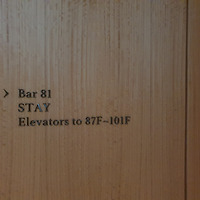 > Bar 81
STAY
Elevators to 87F–101F